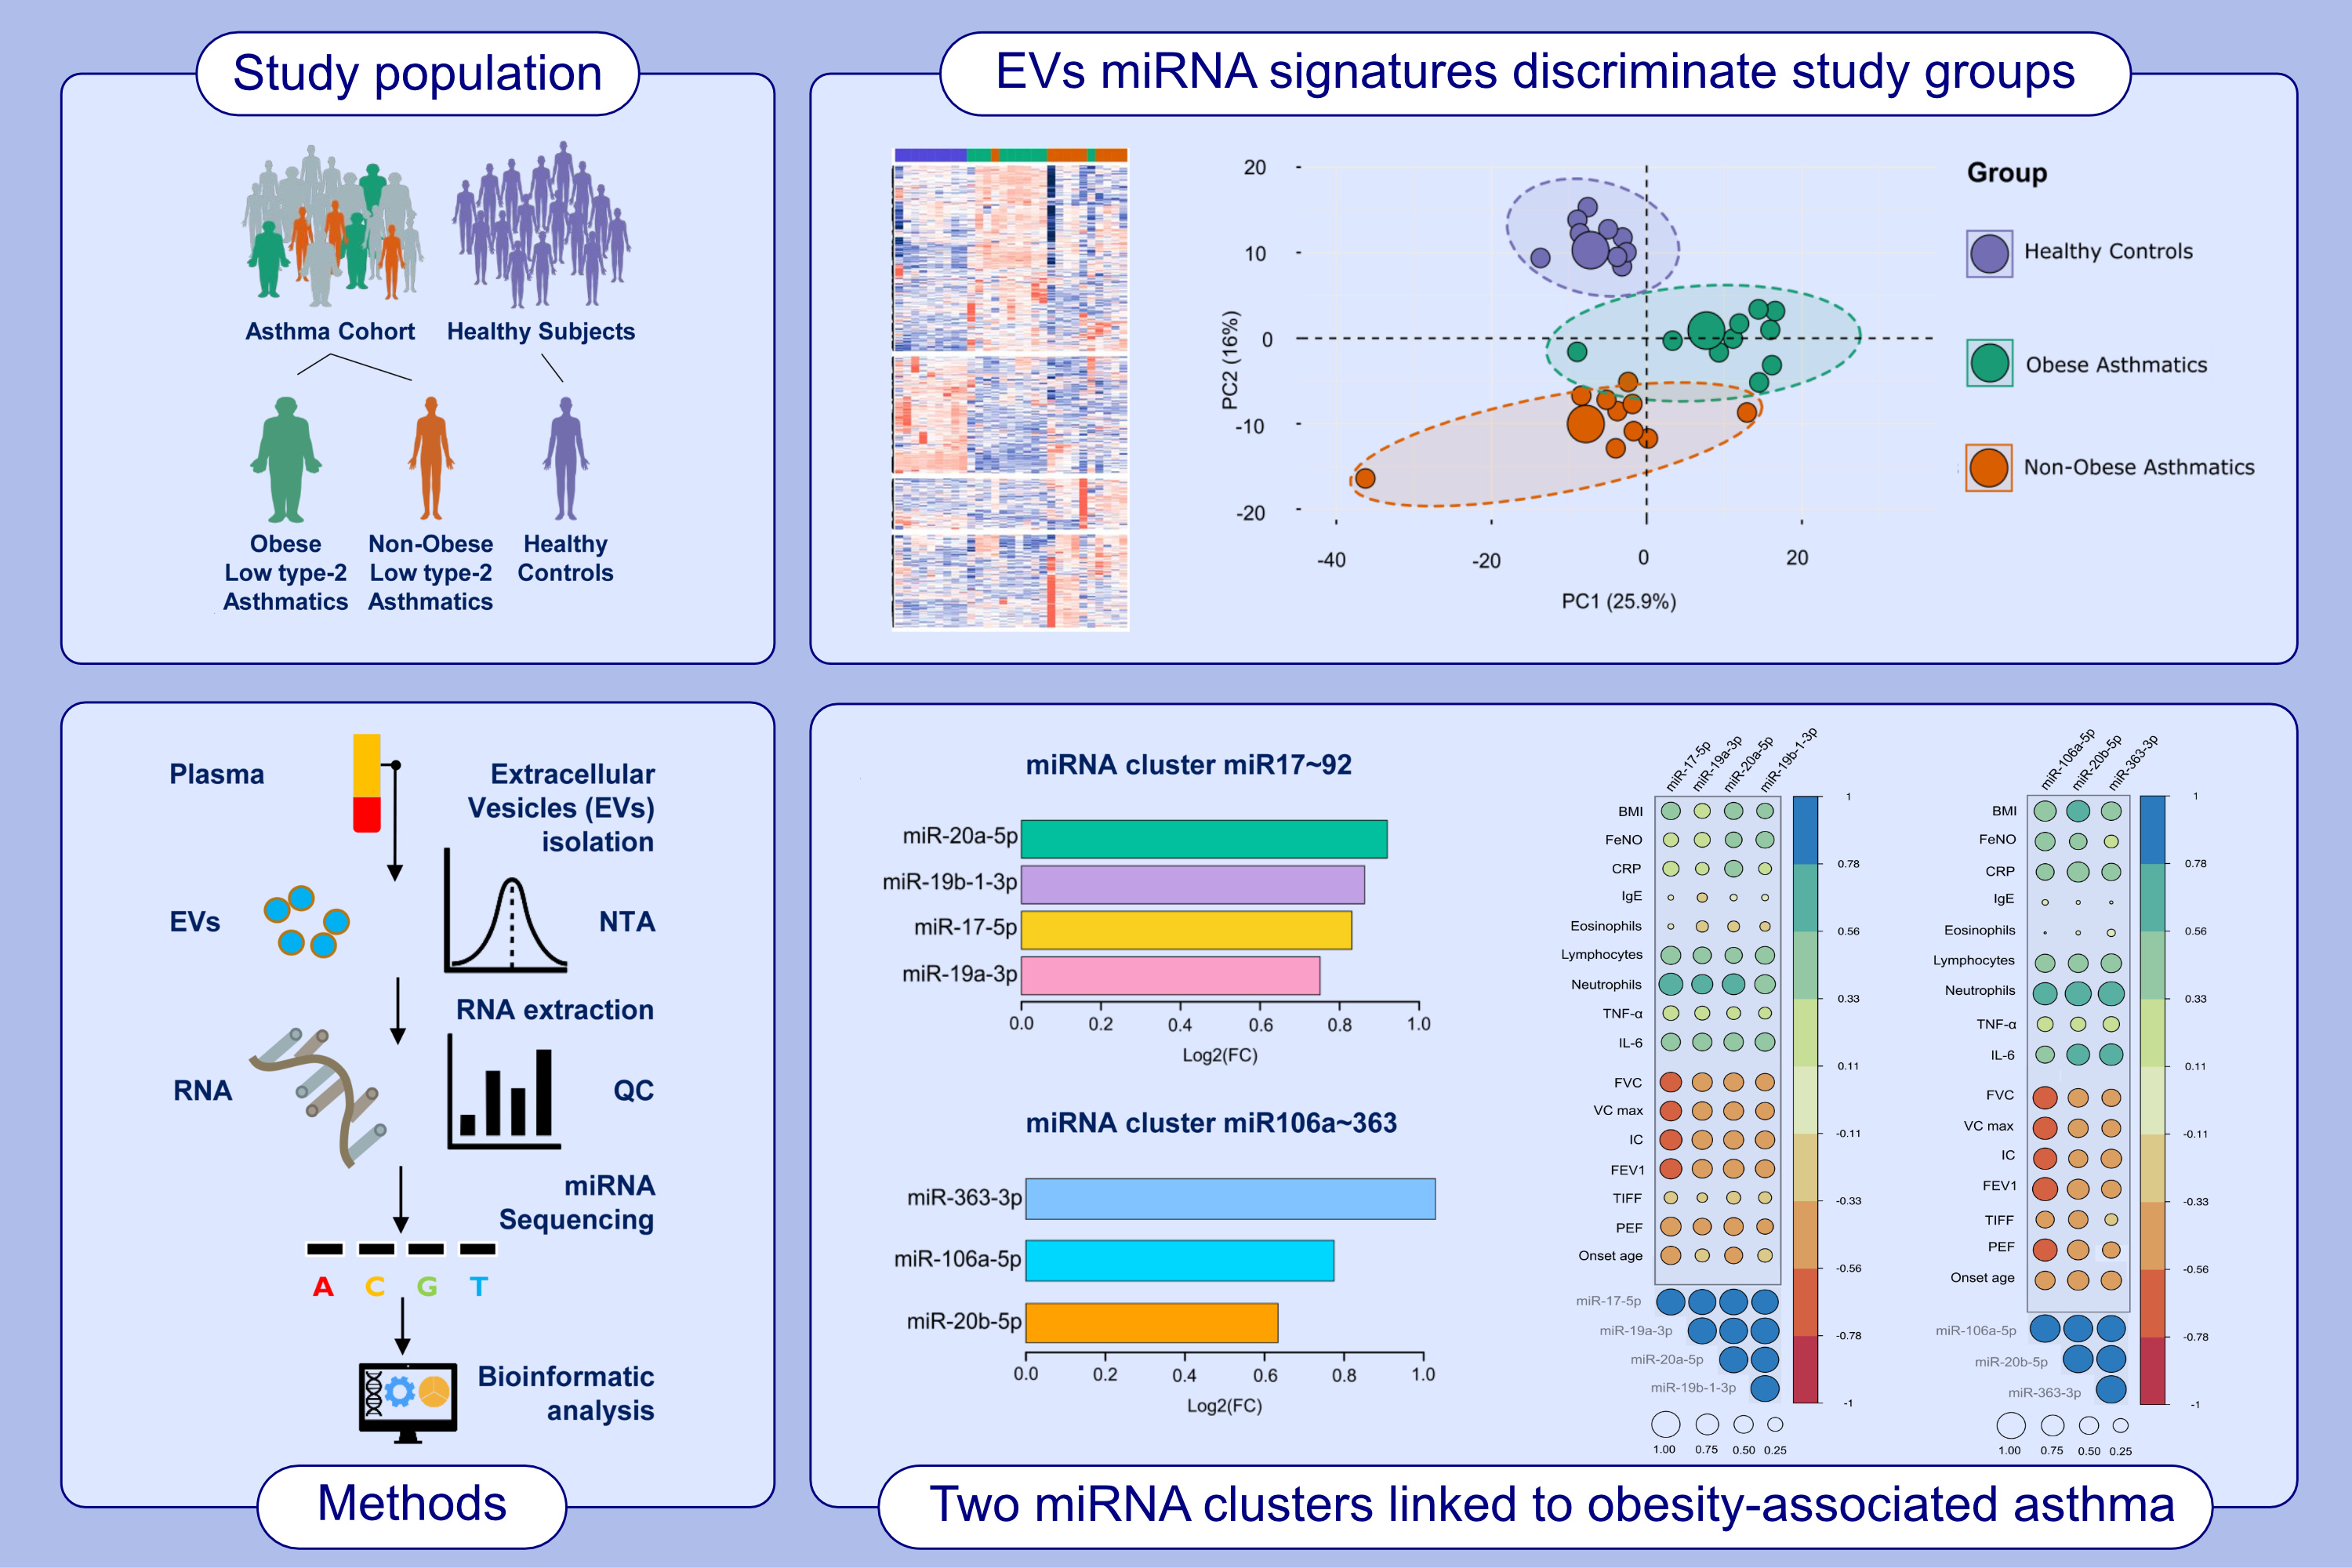 Study population
Asthma Cohort
Healthy Subjects
Obese
Low type-2
Asthmatics
Non-Obese
Low type-2
Asthmatics
Healthy
Controls
EVs miRNA signatures discriminate study groups
20
10
0
-10
-20
PC2 (16%)
-40
-20
0
20
PC1 (25.9%)
Group
Healthy Controls
Obese Asthmatics
Non-Obese Asthmatics
Plasma
Extracellular
Vesicles (EVs)
isolation
EVs
NTA
RNA extraction
RNA
QC
miRNA
Sequencing
A C G T
Bioinformatic
analysis
Methods
miRNA cluster miR17~92
miR-20a-5p
miR-19b-1-3p
miR-17-5p
miR-19a-3p
0.0 0.2 0.4 0.6 0.8 1.0
Log2(FC)
miRNA cluster miR106a~363
miR-363-3p
miR-106a-5p
miR-20b-5p
0.0 0.2 0.4 0.6 0.8 1.0
Log2(FC)
miR-17-5p
miR-19a-3p
miR-20a-5p
miR-19b-1-3p
BMI
FeNO
CRP
IgE
Eosinophils
Lymphocytes
Neutrophils
TNF-α
IL-6
FVC
VC max
IC
FEV1
TIFF
PEF
Onset age
miR-17-5p
miR-19a-3p
miR-20a-5p
miR-19b-1-3p
1
0.78
0.56
0.33
0.11
-0.11
-0.33
-0.56
-0.78
-1
1.00 0.75 0.50 0.25
miR-106a-5p
miR-20b-5p
miR-363-3p
BMI
FeNO
CRP
IgE
Eosinophils
Lymphocytes
Neutrophils
TNF-α
IL-6
FVC
VC max
IC
FEV1
TIFF
PEF
Onset age
miR-106a-5p
miR-20b-5p
miR-363-3p
1
0.78
0.56
0.33
0.11
-0.11
-0.33
-0.56
-0.78
-1
1.00 0.75 0.50 0.25
Two miRNA clusters linked to obesity-associated asthma